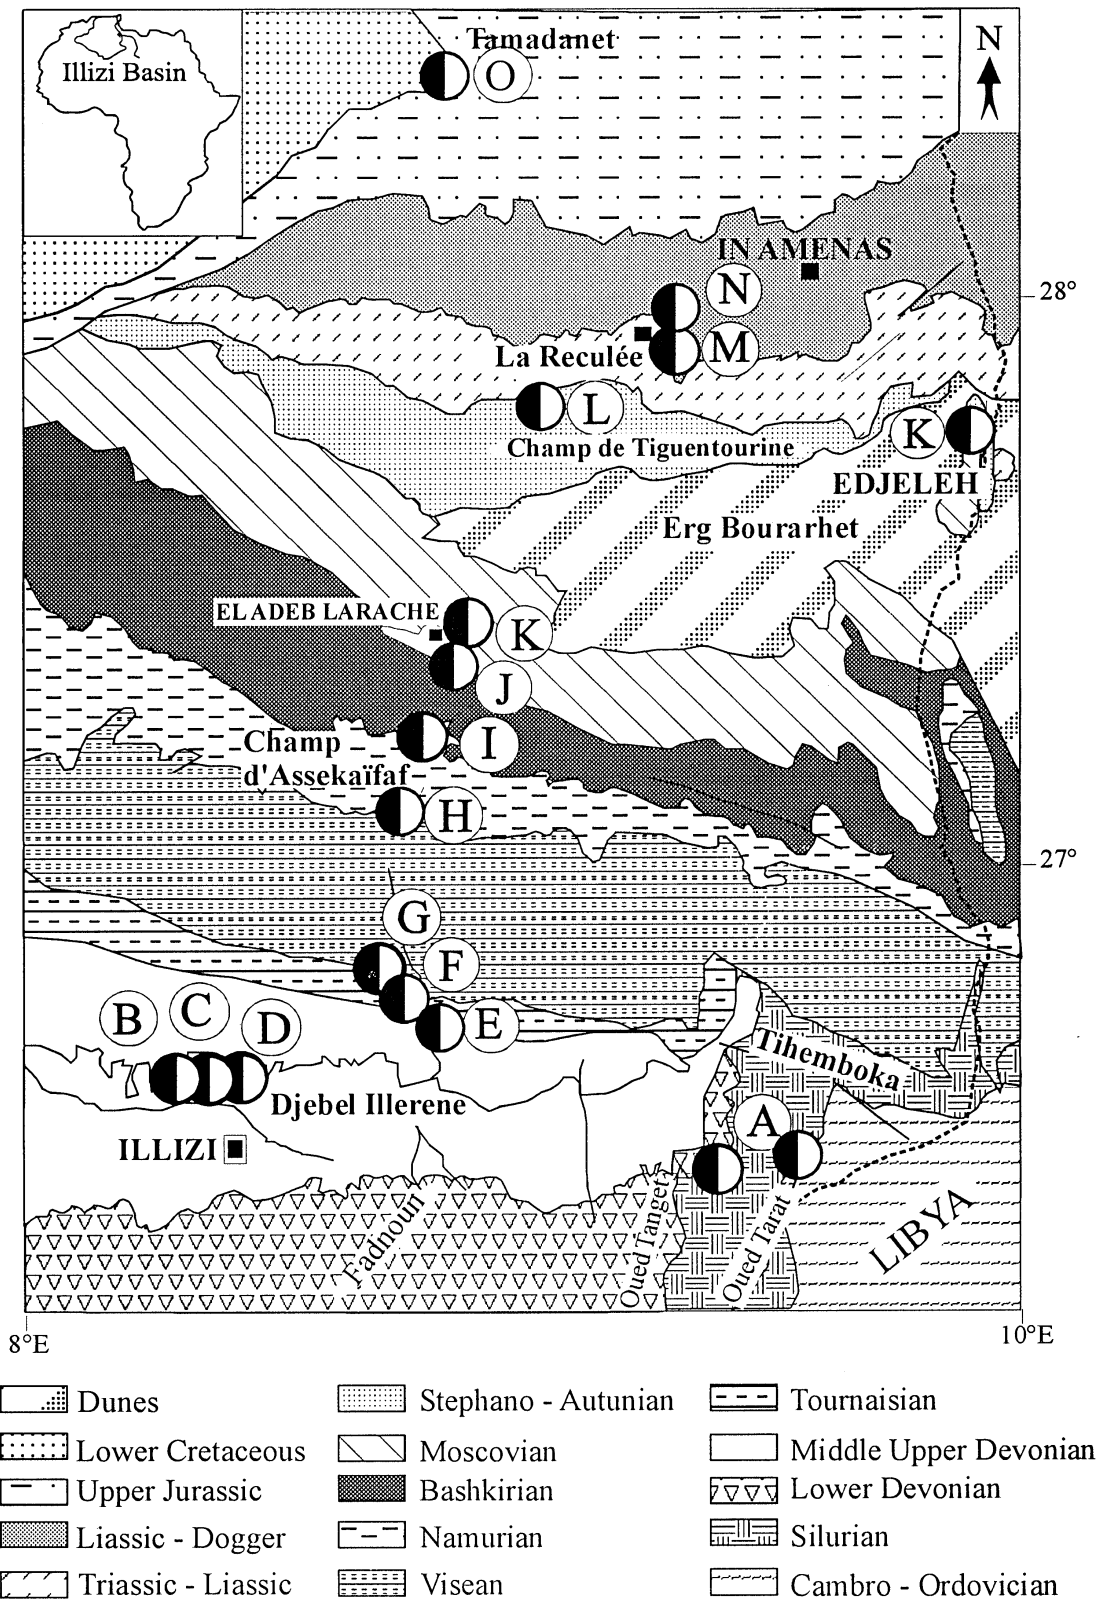 Illizi Basin
Tamadanet
O
N
IN AMENAS
N
28°
La Reculée
M
L
K
Champ de Tiguentourine
EDJELEH
Erg Bourarhet
EL ADEB LARACHE
K
J
Champ
d'Assekaïfaf
I
H
27°
G
F
B
C
D
E
Tihemboka
Djebel Illerene
A
ILLIZI
Fadnoun
Oued Tanget
Oued Tarat
LIBYA
8°E
10°E
Dunes
Lower Cretaceous
Upper Jurassic
Liassic - Dogger
Triassic - Liassic
Stephano - Autunian
Moscovian
Bashkirian
Namurian
Visean
Tournaisian
Middle Upper Devonian
Lower Devonian
Silurian
Cambro - Ordovician